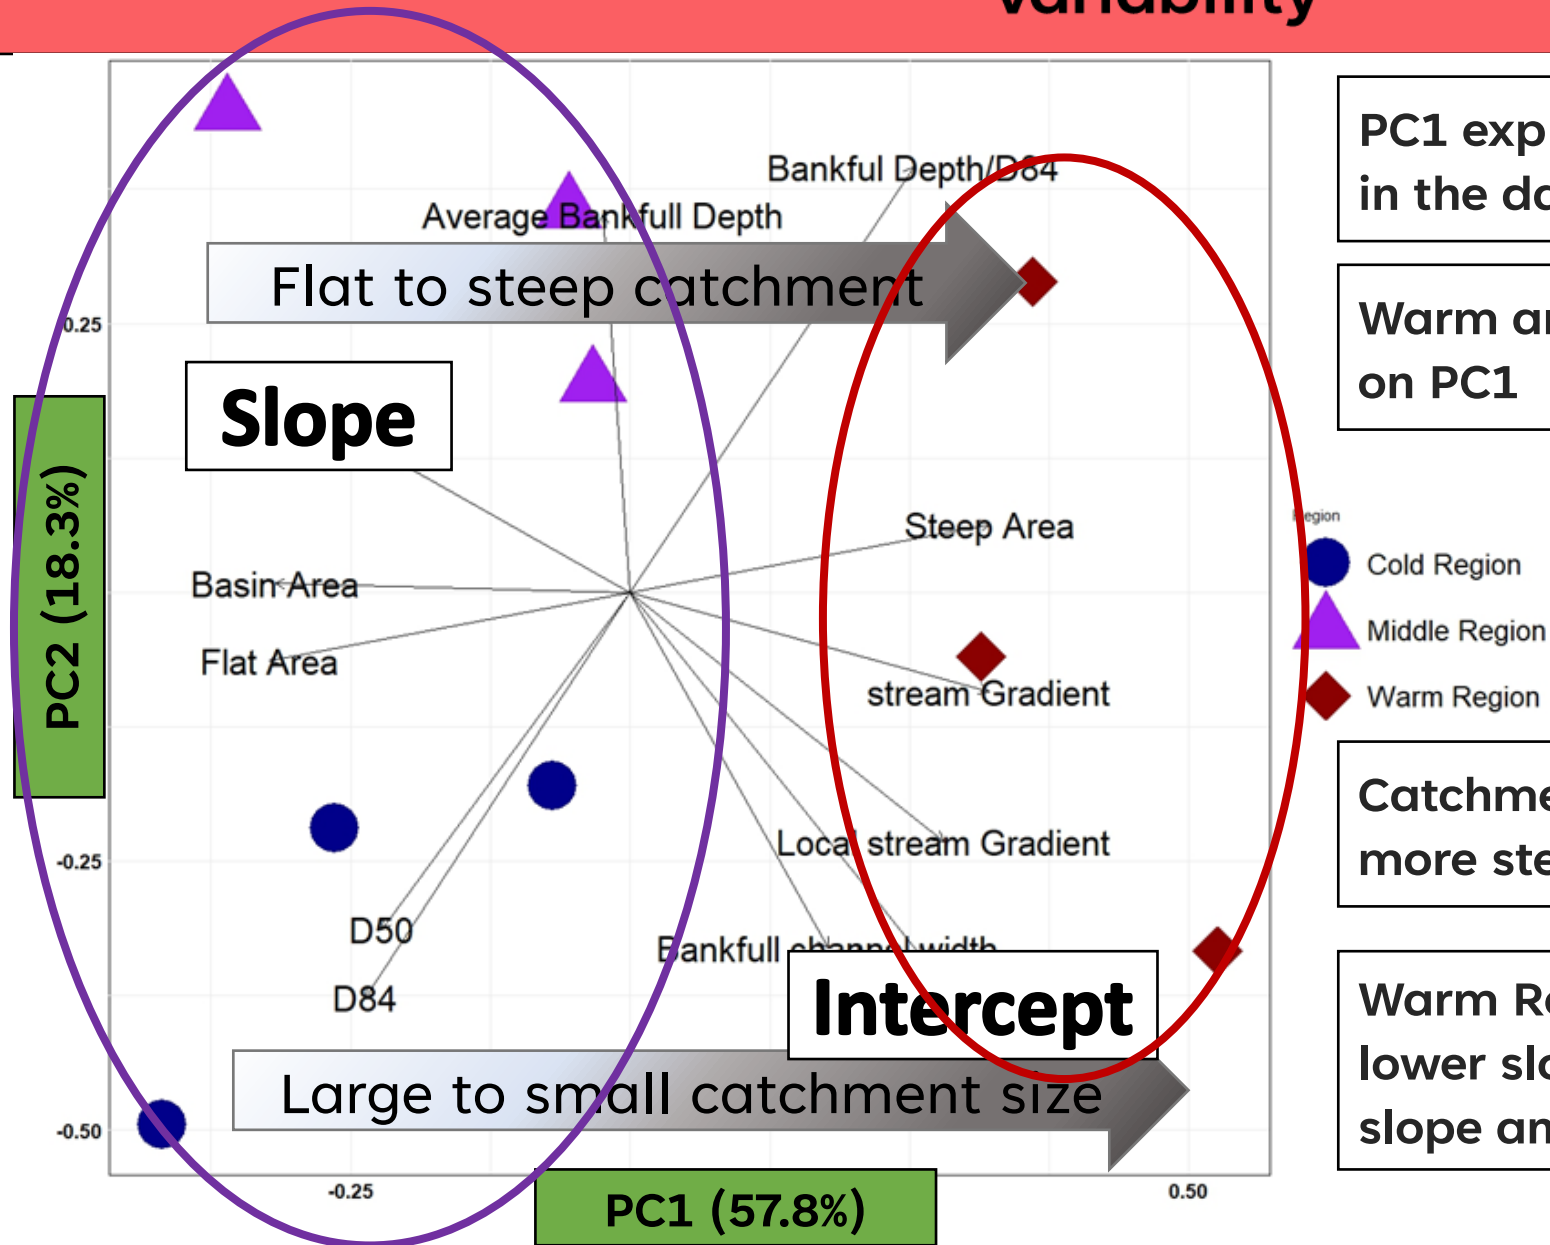 variability
Bankful Depth/D84
Average Bankfull Depth
Flat to steep catchment
0.25
Slope
PC2 (18.3%)
Steep Area
Basin Area
Flat Area
stream Gradient
Local stream Gradient
-0.25
D50
Bankfull channel width
D84
Intercept
Large to small catchment size
-0.50
-0.25
0.50
PC1 (57.8%)
PC1 exp
in the da
Warm an
on PC1
Region
Cold Region
Middle Region
Warm Region
Catchme
more ste
Warm Re
lower slo
slope an